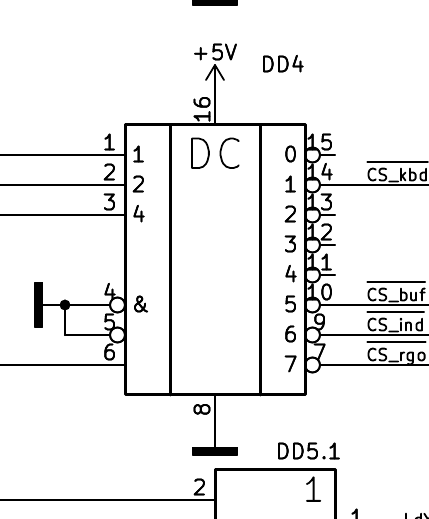 +5V
DD4
16
1 1 DC 0 15
2 2 1 14 CS_kbd
3 4 2 13
3 12
4 11
4 & 5 10 CS_buf
5 6 9 CS_ind
6 7 7 CS_rgo
8
DD5.1
2 1
1